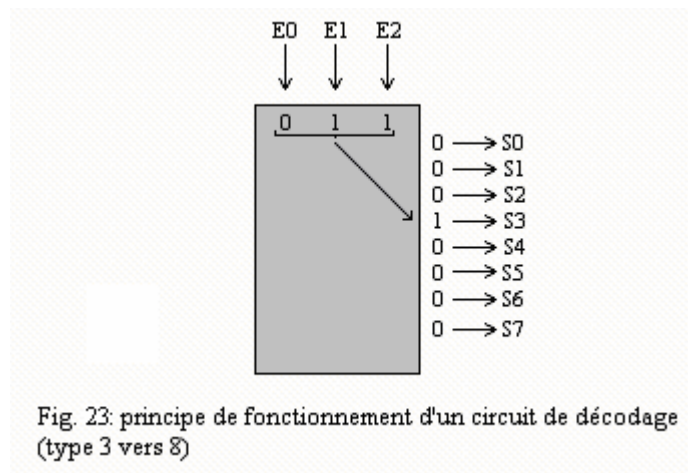 E0 E1 E2
0 1 1
0 → S0
0 → S1
0 → S2
1 → S3
0 → S4
0 → S5
0 → S6
0 → S7
Fig. 23: principe de fonctionnement d'un circuit de décodage
(type 3 vers 8)